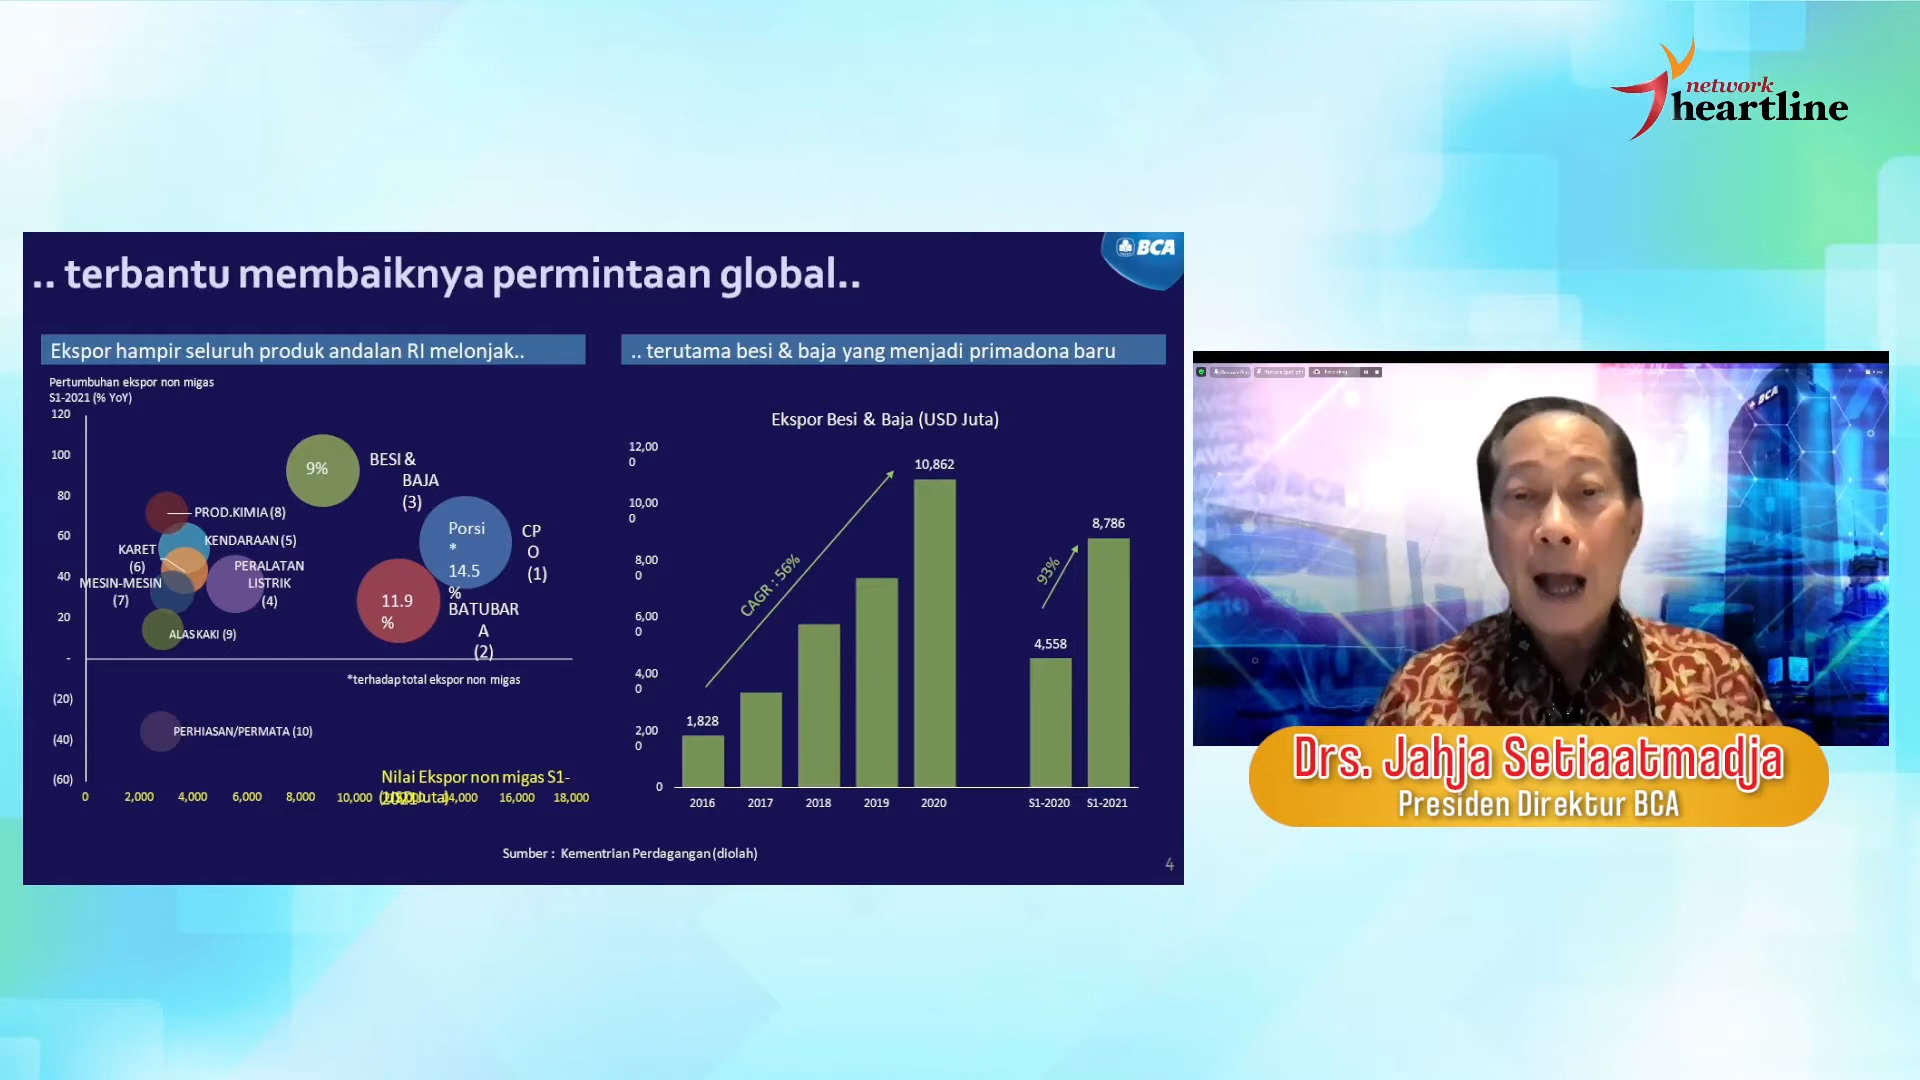 network
heartline
BCA
.. terbantu membaiknya permintaan global..
Ekspor hampir seluruh produk andalan RI melonjak..
Pertumbuhan ekspor non migas
S1-2021 (% YoY)
120
100
80
60
40
20
-
(20)
(40)
(60)
9%
BESI &
BAJA
(3)
PROD.KIMIA (8)
KENDARAAN (5)
KARET
(6)
MESIN-MESIN
(7)
PERALATAN
LISTRIK
(4)
ALAS KAKI (9)
Porsi
*
14.5
%
CP
O
(1)
11.9
%
BATUBAR
A
(2)
*terhadap total ekspor non migas
PERHIASAN/PERMATA (10)
Nilai Ekspor non migas S1-
2021
(USD Juta)
0 2,000 4,000 6,000 8,000 10,000 14,000 16,000 18,000
.. terutama besi & baja yang menjadi primadona baru
Ekspor Besi & Baja (USD Juta)
12,00
0
10,00
0
8,00
0
6,00
0
4,00
0
2,00
0
0
1,828
CAGR : 56%
10,862
4,558
93%
8,786
2016 2017 2018 2019 2020 S1-2020 S1-2021
Sumber : Kementrian Perdagangan (diolah)
4
BCA
Drs. Jahja Setiaatmadja
Presiden Direktur BCA